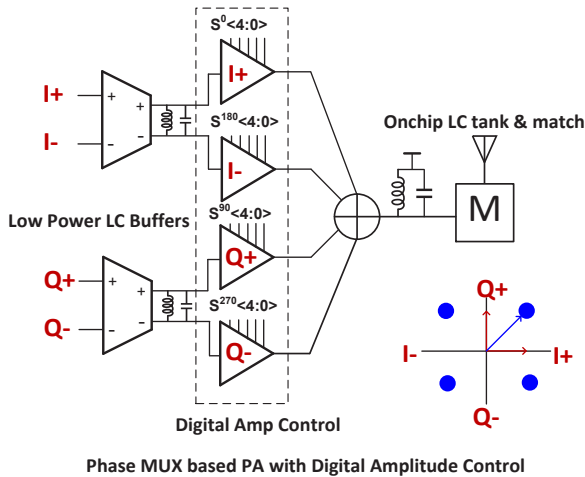 S0<4:0>
I+
+
+
I+
Onchip LC tank & match
I-
-
-
S180<4:0>
I-
M
Low Power LC Buffers
S90<4:0>
Q+
+
+
Q+
Q+
S270<4:0>
Q-
-
-
I-
I+
Q-
Q-
Digital Amp Control
Phase MUX based PA with Digital Amplitude Control